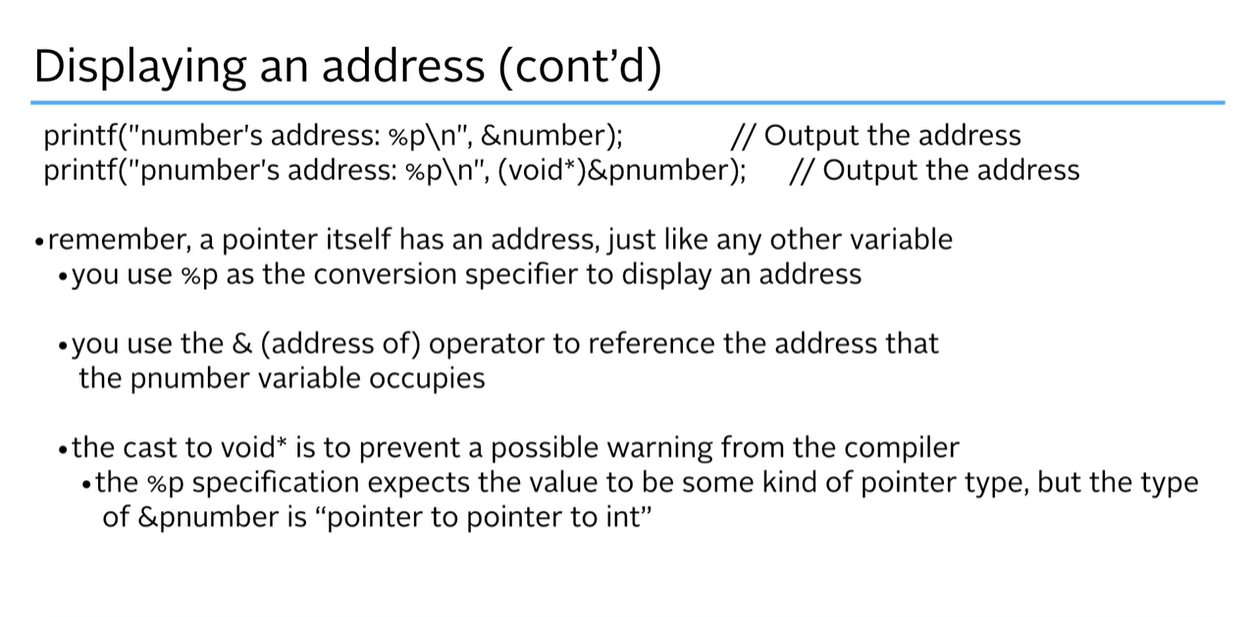 Displaying an address (cont’d)
printf("number's address: %p\n", &number); // Output the address
printf("pnumber's address: %p\n", (void*)&pnumber); // Output the address
•remember, a pointer itself has an address, just like any other variable
•you use %p as the conversion specifier to display an address
•you use the & (address of) operator to reference the address that
the pnumber variable occupies
•the cast to void* is to prevent a possible warning from the compiler
•the %p specification expects the value to be some kind of pointer type, but the type
of &pnumber is “pointer to pointer to int”